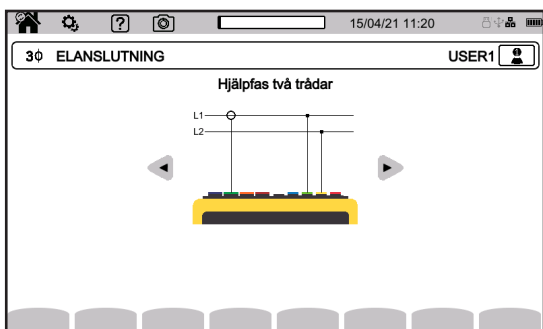 15/04/21 11:20
3ϕ ELANSLUTNING USER1
Hjälpfas två trådar
L1
L2